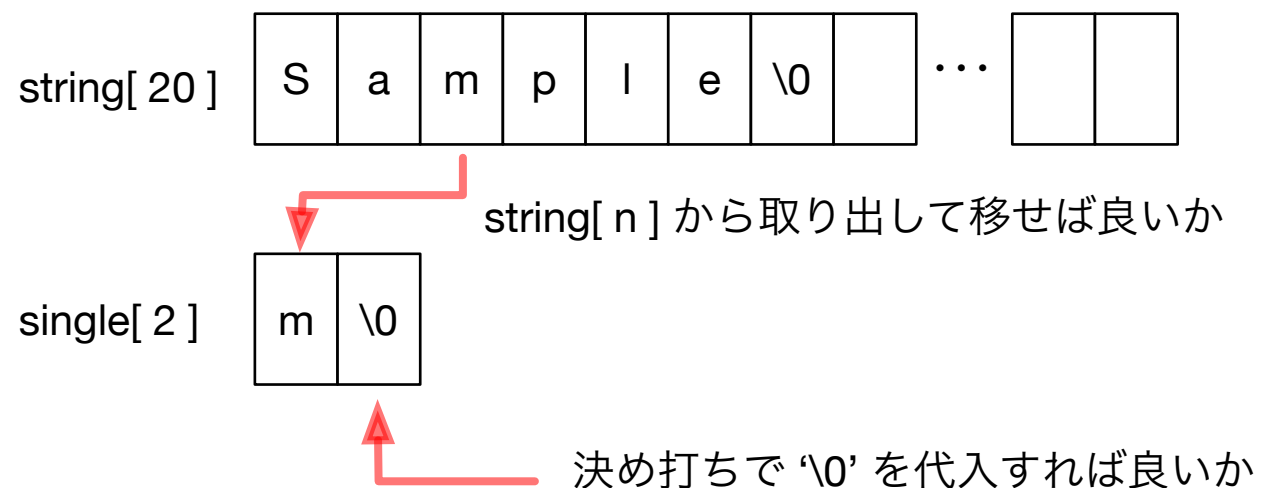 string[ 20 ] S a m p l e \0 ···
string[ n ] から取り出して移せば良いか
single[ 2 ] m \0
決め打ちで ‘\0’ を代入すれば良いか